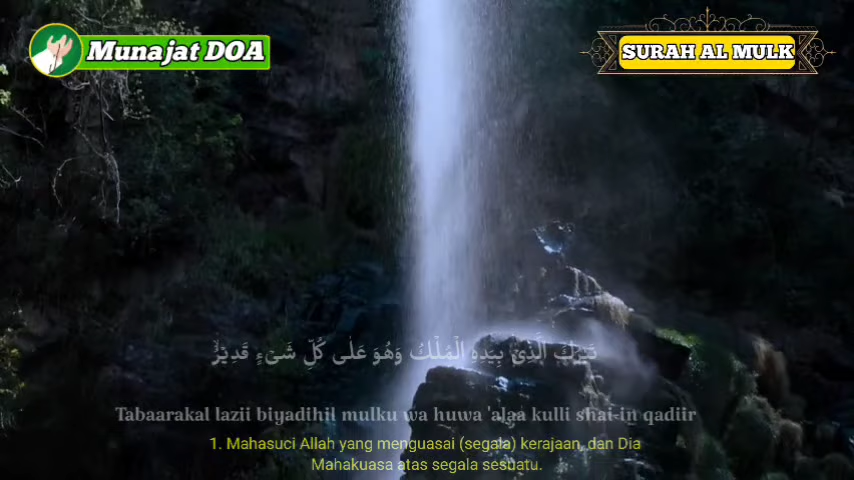 Munajat DOA
SURAH AL MULK
تَبٰرَكَ الَّذِيْ بِيَدِهِ الْمُلْكُ وَهُوَ عَلٰى كُلِّ شَيْءٍ قَدِيْرٌۙ
Tabaarakal lazii biyadihil mulku wa huwa 'alaa kulli shai-in qadiir
1. Mahasuci Allah yang menguasai (segala) kerajaan, dan Dia
Mahakuasa atas segala sesuatu.